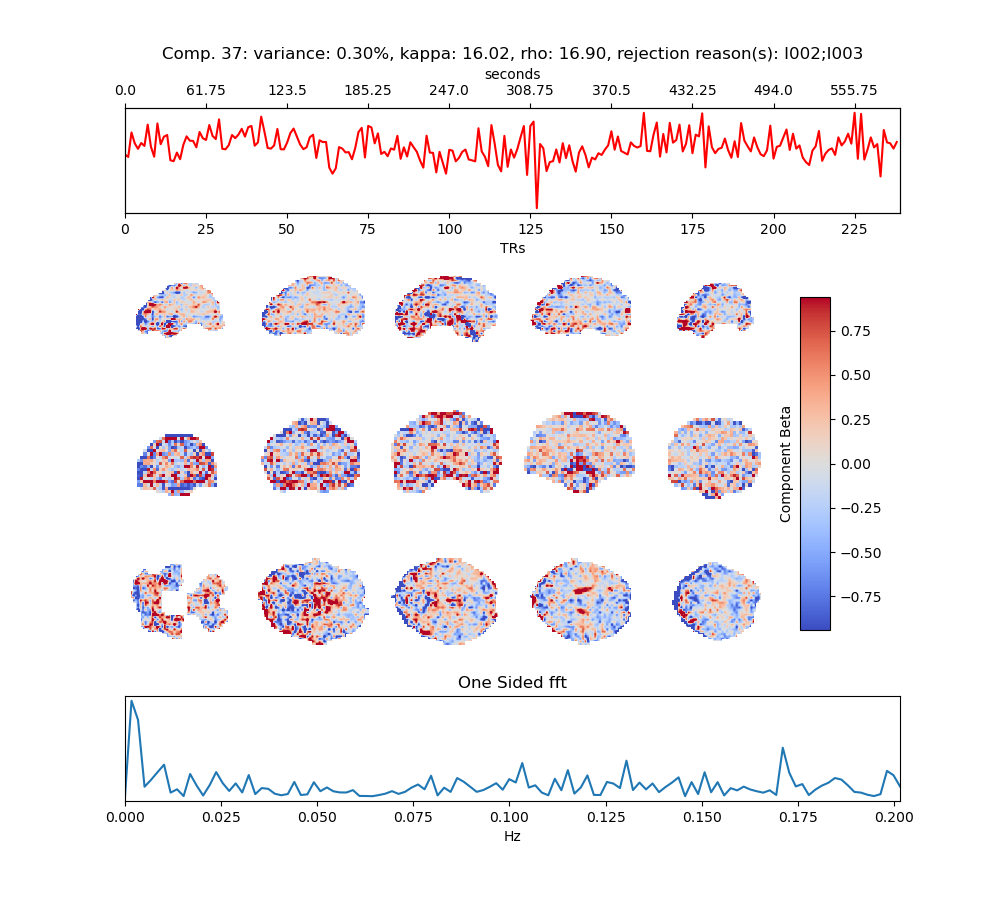 Comp. 37: variance: 0.30%, kappa: 16.02, rho: 16.90, rejection reason(s): I002;I003
seconds
0.0 61.75 123.5 185.25 247.0 308.75 370.5 432.25 494.0 555.75
0 25 50 75 100 125 150 175 200 225
TRs
0.75
0.50
0.25
0.00
−0.25
−0.50
−0.75
Component Beta
One Sided fft
0.000 0.025 0.050 0.075 0.100 0.125 0.150 0.175 0.200
Hz